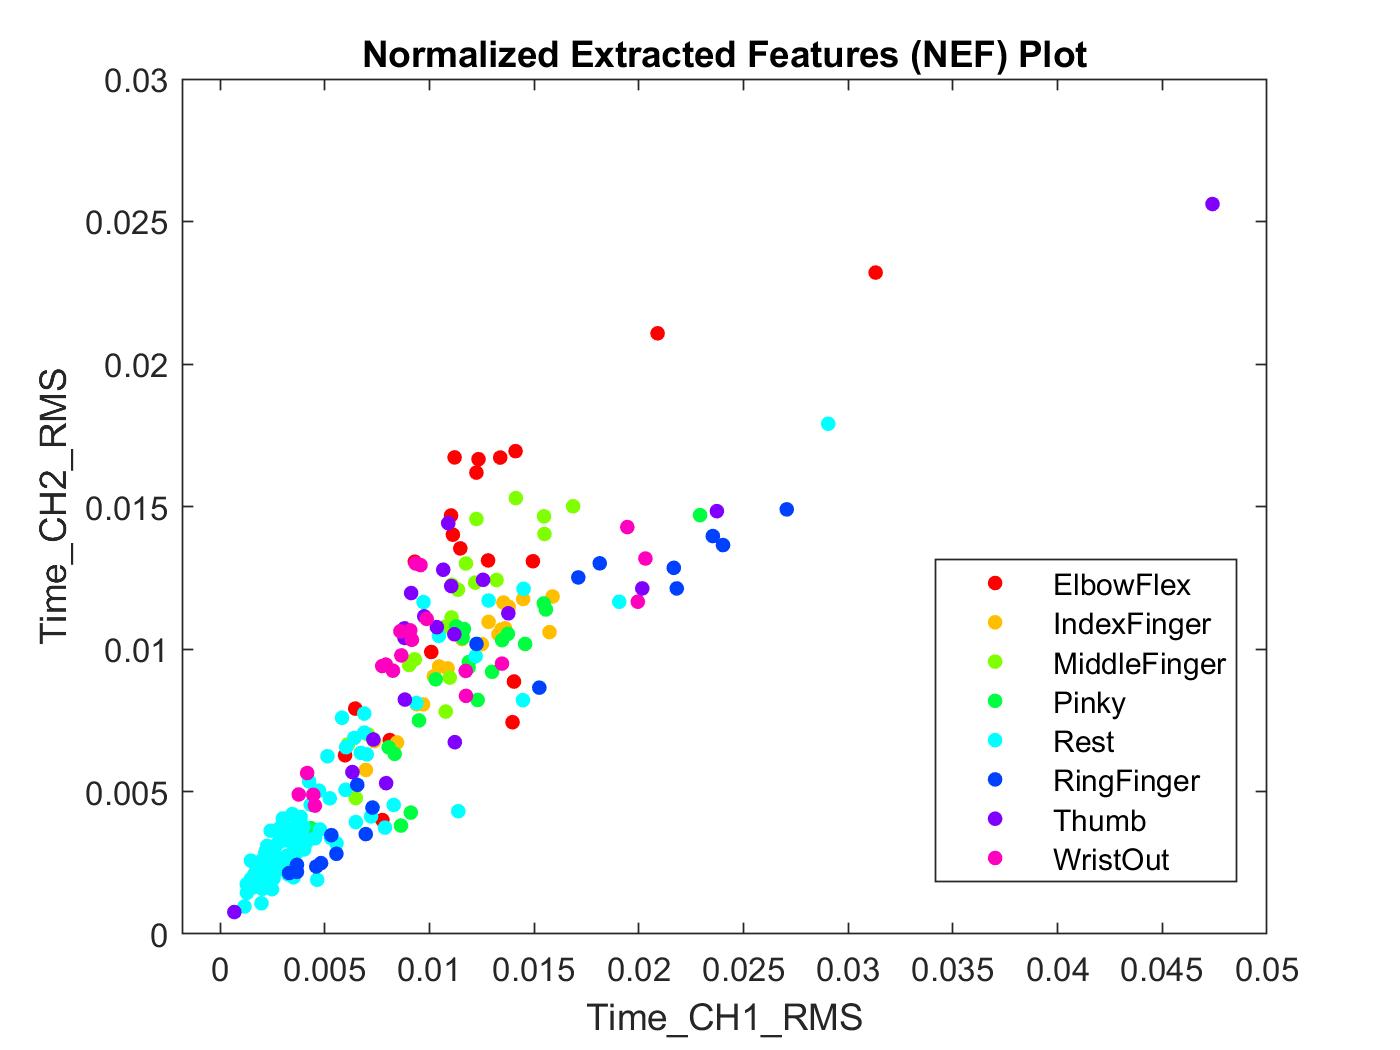 Normalized Extracted Features (NEF) Plot
0.03
0.025
0.02
0.015
0.01
0.005
0
Time_CH2_RMS
ElbowFlex
IndexFinger
MiddleFinger
Pinky
Rest
RingFinger
Thumb
WristOut
0 0.005 0.01 0.015 0.02 0.025 0.03 0.035 0.04 0.045 0.05
Time_CH1_RMS